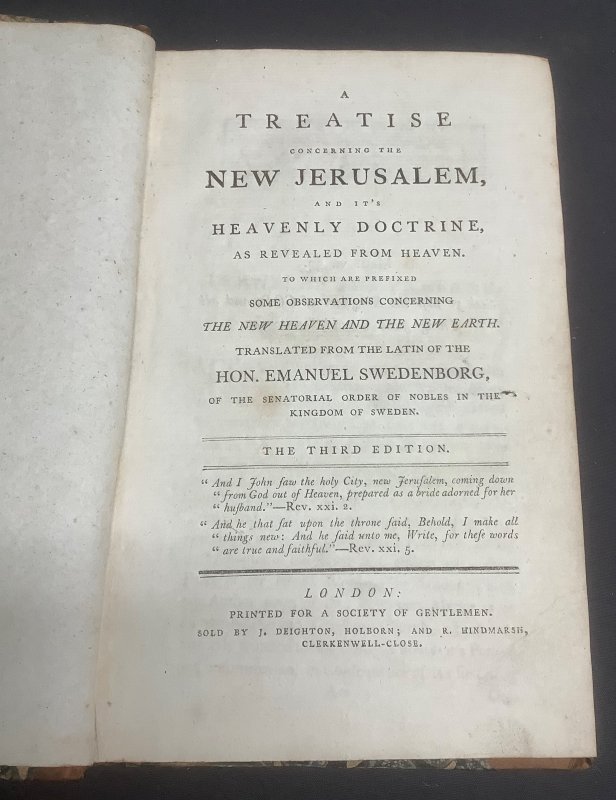 A
TREATISE
CONCERNING THE
NEW JERUSALEM,
AND IT'S
HEAVENLY DOCTRINE,
AS REVEALED FROM HEAVEN.
TO WHICH ARE PREFIXED
SOME OBSERVATIONS CONCERNING
THE NEW HEAVEN AND THE NEW EARTH.
TRANSLATED FROM THE LATIN OF THE
HON. EMANUEL SWEDENBORG,
OF THE SENATORIAL ORDER OF NOBLES IN THE
KINGDOM OF SWEDEN.
THE THIRD EDITION.
“ And I John ſaw the holy City, new Jeruſalem, coming down
“ from God out of Heaven, prepared as a bride adorned for her
“ huſband.”—Rev. xxi. 2.
“ And he that ſat upon the throne ſaid, Behold, I make all
“ things new: And he ſaid unto me, Write, for theſe words
“ are true and faithful.”—Rev. xxi. 5.
LONDON:
PRINTED FOR A SOCIETY OF GENTLEMEN.
SOLD BY J. DEIGHTON, HOLBORN; AND R. HINDMARSH,
CLERKENWELL-CLOSE.